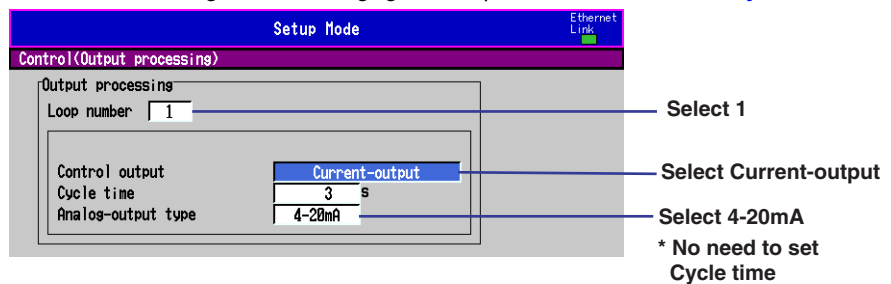 Setup Mode
Ethernet
Link
Control(Output processing)
Output processing
Loop number 1
Select 1
Control output Current-output
Select Current-output
Cycle time 3 s
Analog-output type 4-20mA
Select 4-20mA
* No need to set
Cycle time